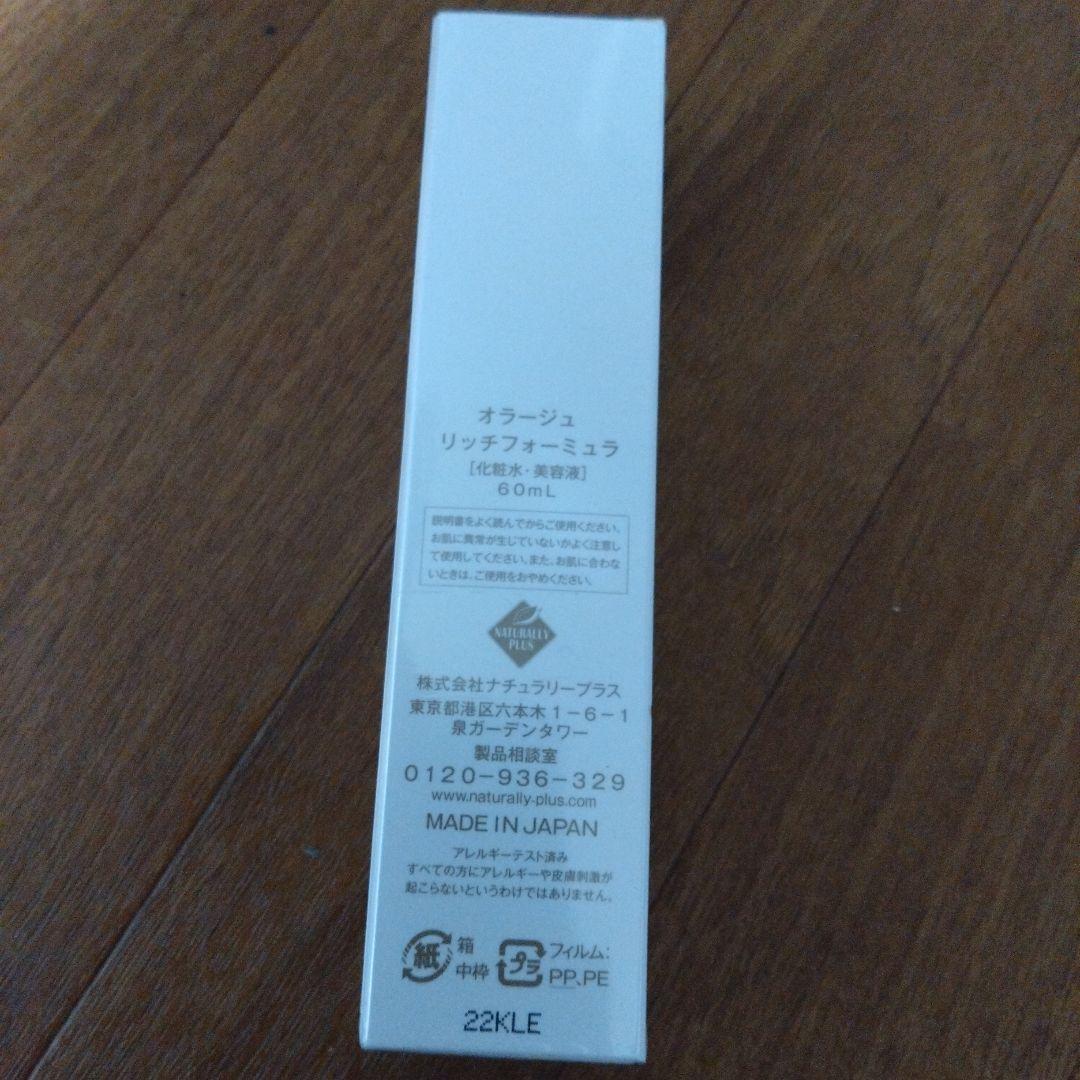 オラージュ
リッチフォーミュラ
[化粧水・美容液]
60mL
説明書をよく読んでからご使用ください。
お肌に異常が生じていないかよく注意し
て使用してください。また、お肌に合わな
いときは、ご使用をおやめください。
NATURALLY
PLUS
株式会社ナチュラリープラス
東京都港区六本木1-6-1
泉ガーデンタワー
製品相談室
0120-936-329
www.naturally-plus.com
MADE IN JAPAN
アレルギーテスト済み
すべての方にアレルギーや皮膚刺激が
起こらないというわけではありません。
紙 箱 プラ フィルム:
中枠 PP、PE
22KLE